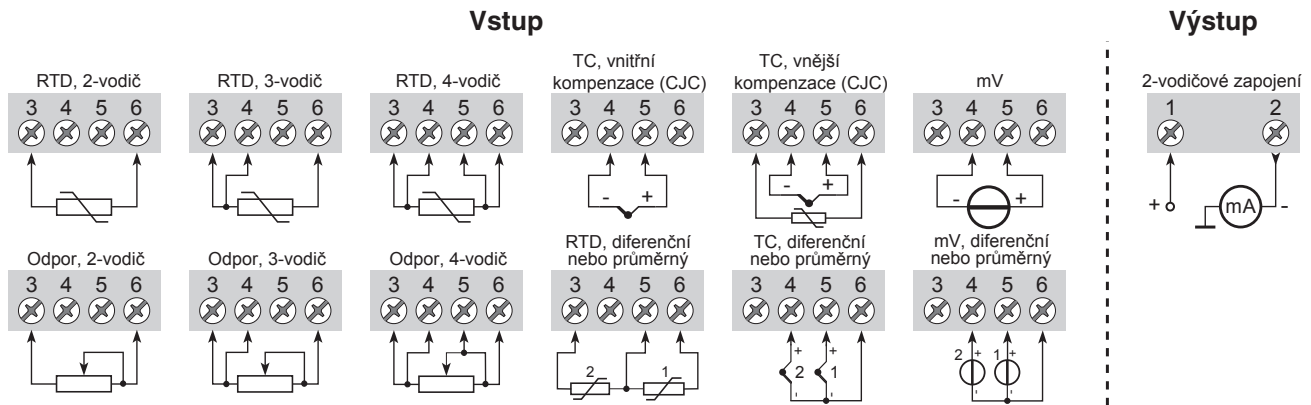 Vstup
Výstup
RTD, 2-vodič
RTD, 3-vodič
RTD, 4-vodič
TC, vnitřní
kompenzace (CJC)
TC, vnější
kompenzace (CJC)
mV
2-vodičové zapojení
3 4 5 6
3 4 5 6
3 4 5 6
3 4 5 6
3 4 5 6
3 4 5 6
1 2
- +
- +
- +
+ mA -
Odpor, 2-vodič
Odpor, 3-vodič
Odpor, 4-vodič
RTD, diferenční
nebo průměrný
TC, diferenční
nebo průměrný
mV, diferenční
nebo průměrný
3 4 5 6
3 4 5 6
3 4 5 6
3 4 5 6
3 4 5 6
3 4 5 6
2 1
+ +
2 1
- -
2 + 1 +
- -